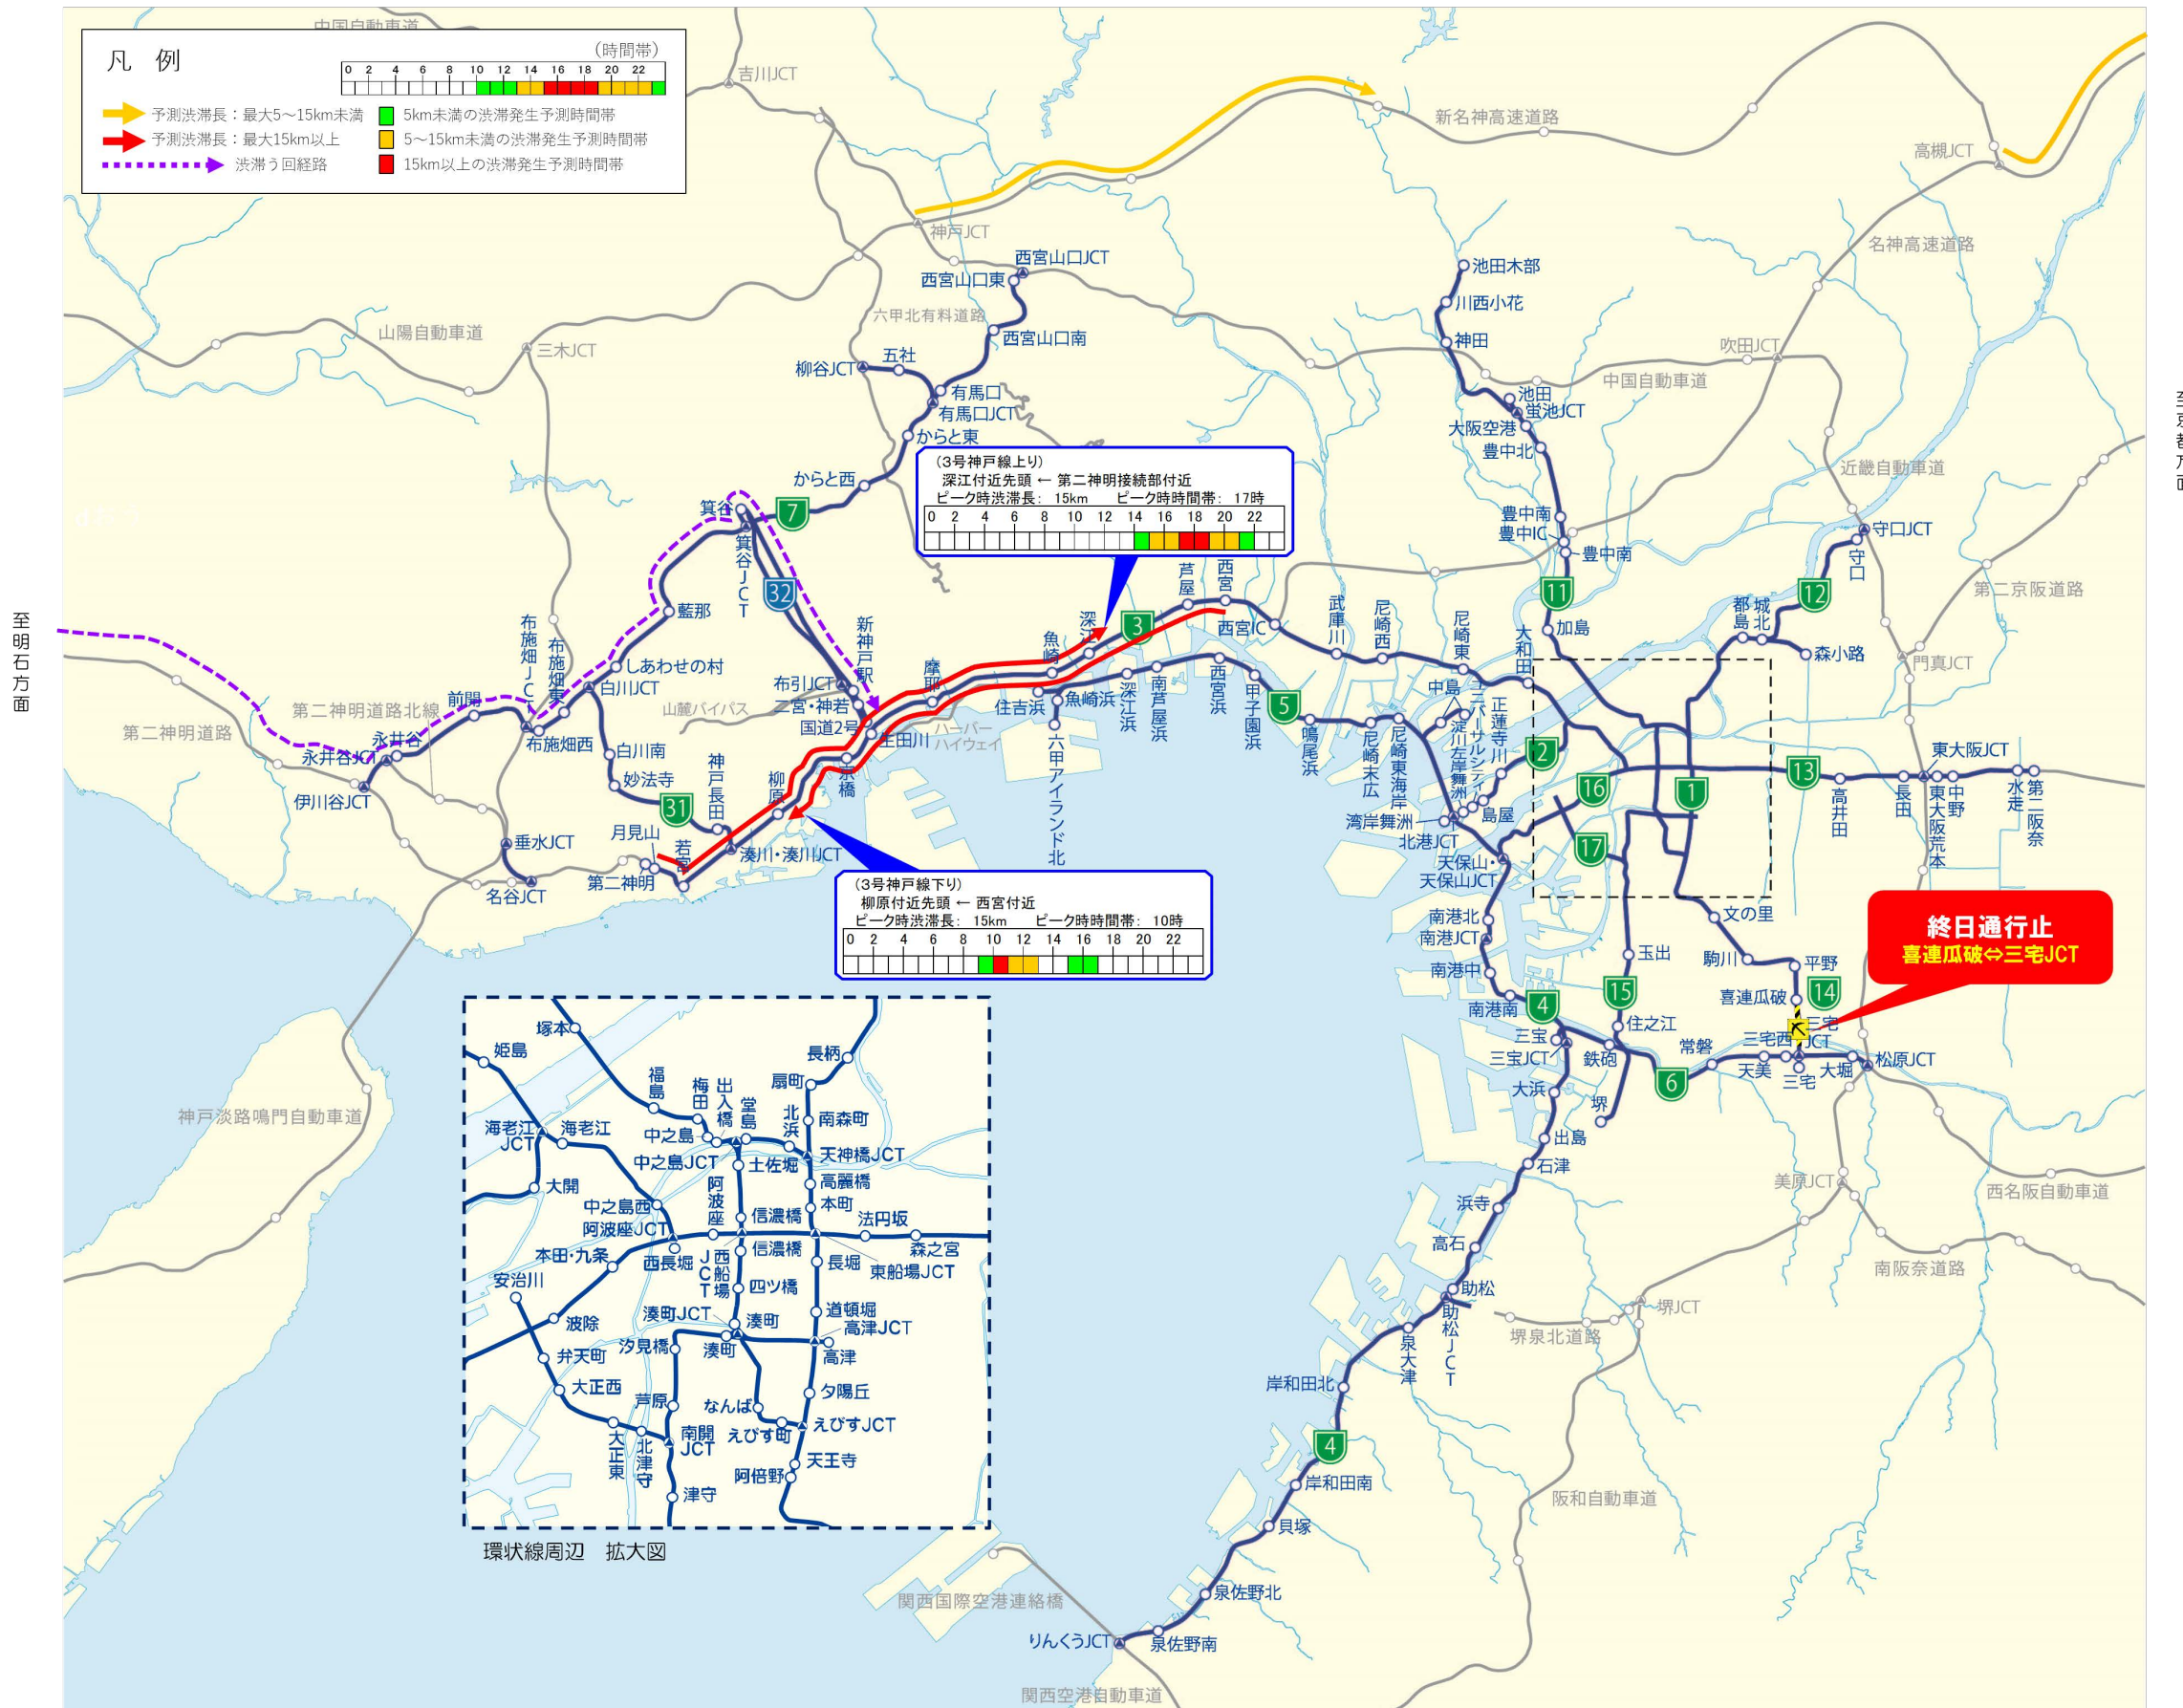 中国自動車道
凡 例
(時間帯)
0 2 4 6 8 10 12 14 16 18 20 22
予測渋滞長：最大5～15km未満
5km未満の渋滞発生予測時間帯
予測渋滞長：最大15km以上
5～15km未満の渋滞発生予測時間帯
渋滞う回経路
15km以上の渋滞発生予測時間帯
吉川JCT
新名神高速道路
高槻JCT
神戸JCT
名神高速道路
西宮山口JCT
西宮山口東
池田木部
川西小花
六甲北有料道路
西宮山口南
神田
山陽自動車道
三木JCT
吹田JCT
柳谷JCT
五社
中国自動車道
有馬口
有馬口JCT
池田
蛍池JCT
大阪空港
豊中北
からと東
からと西
近畿自動車道
至京都方面
(3号神戸線上り)
深江付近先頭 ← 第二神明接続部付近
ピーク時渋滞長： 15km ピーク時時間帯： 17時
0 2 4 6 8 10 12 14 16 18 20 22
箕谷
7
箕谷JCT
32
豊中南
豊中IC
豊中南
守口JCT
守口
第二京阪道路
11
12
至明石方面
藍那
新神戸駅
芦屋
西宮
深江
3
西宮IC
魚崎
武庫川
尼崎西
尼崎東
大和田
加島
都島
城北
森小路
門真JCT
布施畑JCT
布施畑東
しあわせの村
白川JCT
布引JCT
二宮・神若
国道2号
摩耶
生田川
山麓バイパス
ハーバー
ハイウェイ
住吉浜
魚崎浜
深江浜
南芦屋浜
西宮浜
甲子園浜
5
鳴尾浜
尼崎末広
尼崎東海岸
中島
ユニバーサルシティ
淀川左岸舞洲
正蓮寺川
2
前開
第二神明道路北線
第二神明道路
永井谷
永井谷JCT
布施畑西
伊川谷JCT
白川南
妙法寺
神戸長田
柳原
京橋
六甲アイランド北
31
月見山
若宮
湊川・湊川JCT
第二神明
垂水JCT
名谷JCT
島屋
湾岸舞洲
北港JCT
天保山・
天保山JCT
16
17
1
13
東大阪JCT
高井田
長田
東大阪荒本
中野
水走
第二阪奈
(3号神戸線下り)
柳原付近先頭 ← 西宮付近
ピーク時渋滞長： 15km ピーク時時間帯： 10時
0 2 4 6 8 10 12 14 16 18 20 22
南港北
南港JCT
南港中
南港南
4
文の里
駒川
平野
喜連瓜破
14
終日通行止
喜連瓜破⇔三宅JCT
玉出
15
住之江
三宝
三宝JCT
鉄砲
常磐
三宅西
三宅
JCT
天美
三宅
大堀
松原JCT
6
大浜
堺
出島
石津
浜寺
高石
助松
助松JCT
泉大津
美原JCT
西名阪自動車道
南阪奈道路
堺JCT
堺泉北道路
神戸淡路鳴門自動車道
岸和田北
4
岸和田南
貝塚
阪和自動車道
泉佐野北
泉佐野南
りんくうJCT
関西国際空港連絡橋
関西空港自動車道
塚本
姫島
福島
梅田
出入橋
堂島
長柄
扇町
北浜
南森町
海老江
JCT
海老江
中之島
中之島JCT
土佐堀
天神橋JCT
高麗橋
大開
中之島西
阿波座
阿波座JCT
信濃橋
本町
法円坂
本田・九条
西長堀
西船場JCT
信濃橋
森之宮
長堀
東船場JCT
安治川
四ツ橋
湊町JCT
湊町
道頓堀
高津JCT
波除
汐見橋
湊町
高津
弁天町
大正西
芦原
なんば
夕陽丘
えびす町
えびすJCT
大正東
北津守
南開
JCT
天王寺
阿倍野
津守
環状線周辺 拡大図